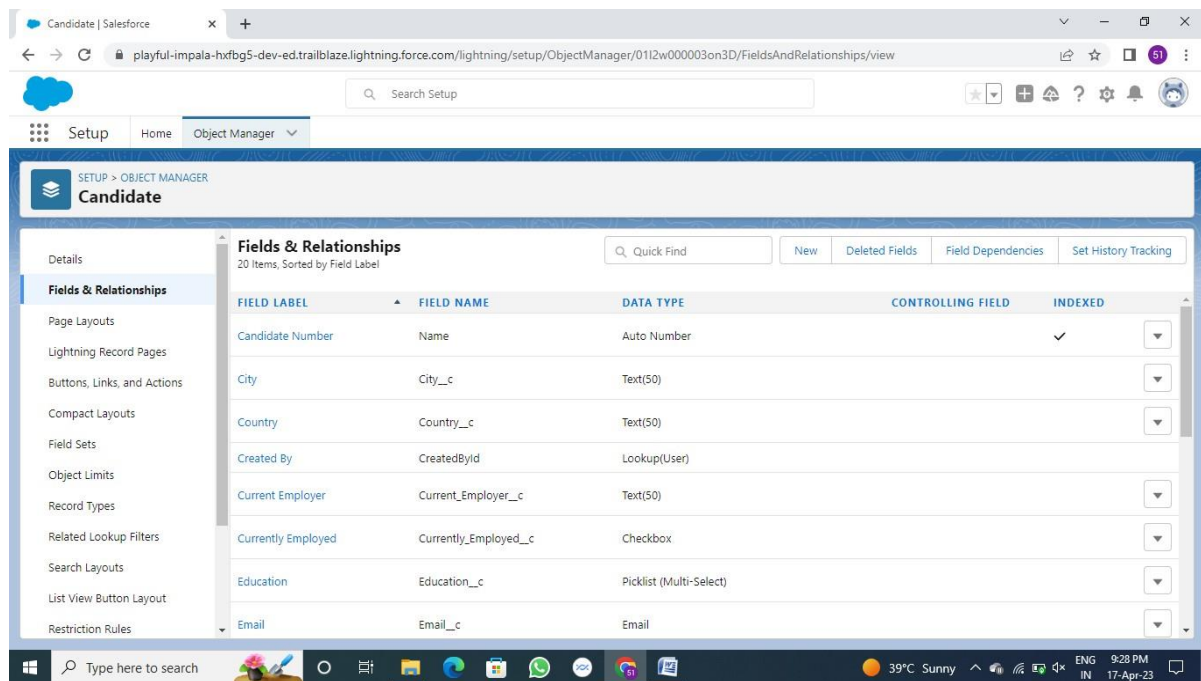 Candidate | Salesforce
playful-impala-hxfbg5-dev-ed.trailblaze.lightning.force.com/lightning/setup/ObjectManager/01I2w000003on3D/FieldsAndRelationships/view
51
Search Setup
Setup Home Object Manager
SETUP > OBJECT MANAGER
Candidate
Details
Fields & Relationships
Page Layouts
Lightning Record Pages
Buttons, Links, and Actions
Compact Layouts
Field Sets
Object Limits
Record Types
Related Lookup Filters
Search Layouts
List View Button Layout
Restriction Rules
Fields & Relationships
20 Items, Sorted by Field Label
Quick Find New Deleted Fields Field Dependencies Set History Tracking
FIELD LABEL FIELD NAME DATA TYPE CONTROLLING FIELD INDEXED
Candidate Number Name Auto Number
City City__c Text(50)
Country Country__c Text(50)
Created By CreatedById Lookup(User)
Current Employer Current_Employer__c Text(50)
Currently Employed Currently_Employed__c Checkbox
Education Education__c Picklist (Multi-Select)
Email Email__c Email
Type here to search
39°C Sunny
ENG
IN
9:28 PM
17-Apr-23